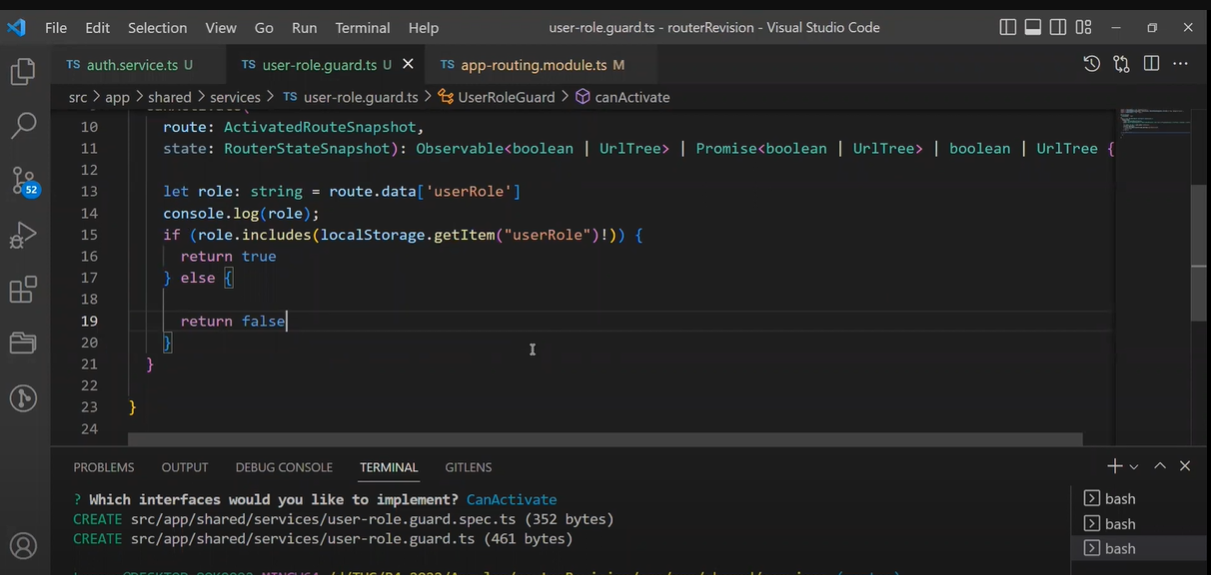 File Edit Selection View Go Run Terminal Help user-role.guard.ts - routerRevision - Visual Studio Code
TS auth.service.ts U TS user-role.guard.ts U TS app-routing.module.ts M
src > app > shared > services > TS user-role.guard.ts > UserRoleGuard > canActivate
10 route: ActivatedRouteSnapshot,
11 state: RouterStateSnapshot): Observable<boolean | UrlTree> | Promise<boolean | UrlTree> | boolean | UrlTree {
12
13 let role: string = route.data['userRole']
14 console.log(role);
15 if (role.includes(localStorage.getItem("userRole")!)) {
16 return true
17 } else {
18
19 return false
20 }
21 }
22
23 }
24
52
PROBLEMS OUTPUT DEBUG CONSOLE TERMINAL GITLENS
? Which interfaces would you like to implement? CanActivate
CREATE src/app/shared/services/user-role.guard.spec.ts (352 bytes)
CREATE src/app/shared/services/user-role.guard.ts (461 bytes)
bash
bash
bash